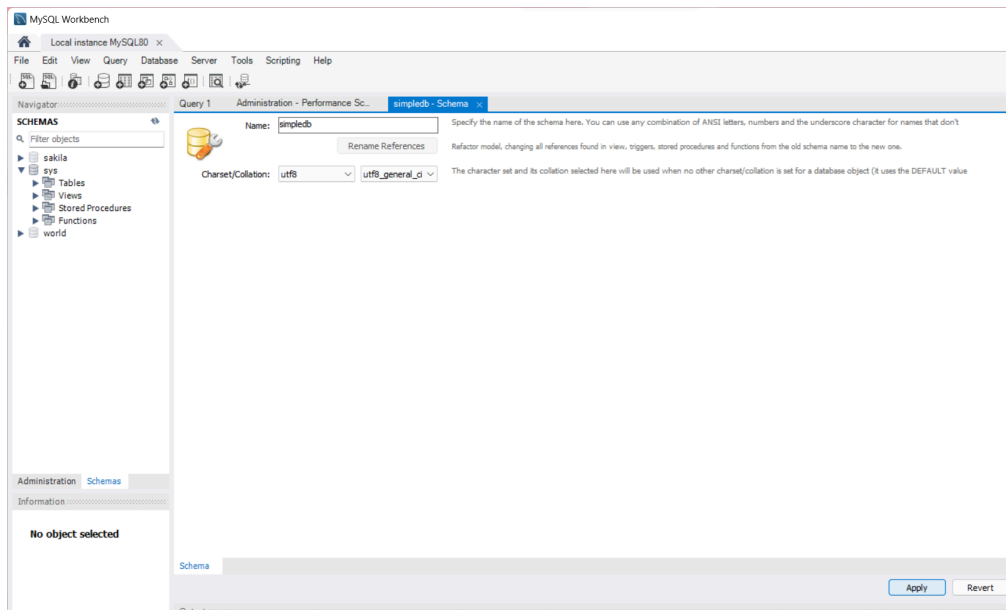 MySQL Workbench
Local instance MySQL80 ×
File Edit View Query Database Server Tools Scripting Help
Navigator
Query 1 Administration - Performance Sc... simpledb - Schema ×
SCHEMAS
Filter objects
sakila
sys
Tables
Views
Stored Procedures
Functions
world
Name: simpledb
Specify the name of the schema here. You can use any combination of ANSI letters, numbers and the underscore character for names that don't
Rename References
Refactor model, changing all references found in view, triggers, stored procedures and functions from the old schema name to the new one.
Charset/Collation: utf8 utf8_general_ci
The character set and its collation selected here will be used when no other charset/collation is set for a database object (it uses the DEFAULT value
Administration Schemas
Information
No object selected
Schema
Apply Revert